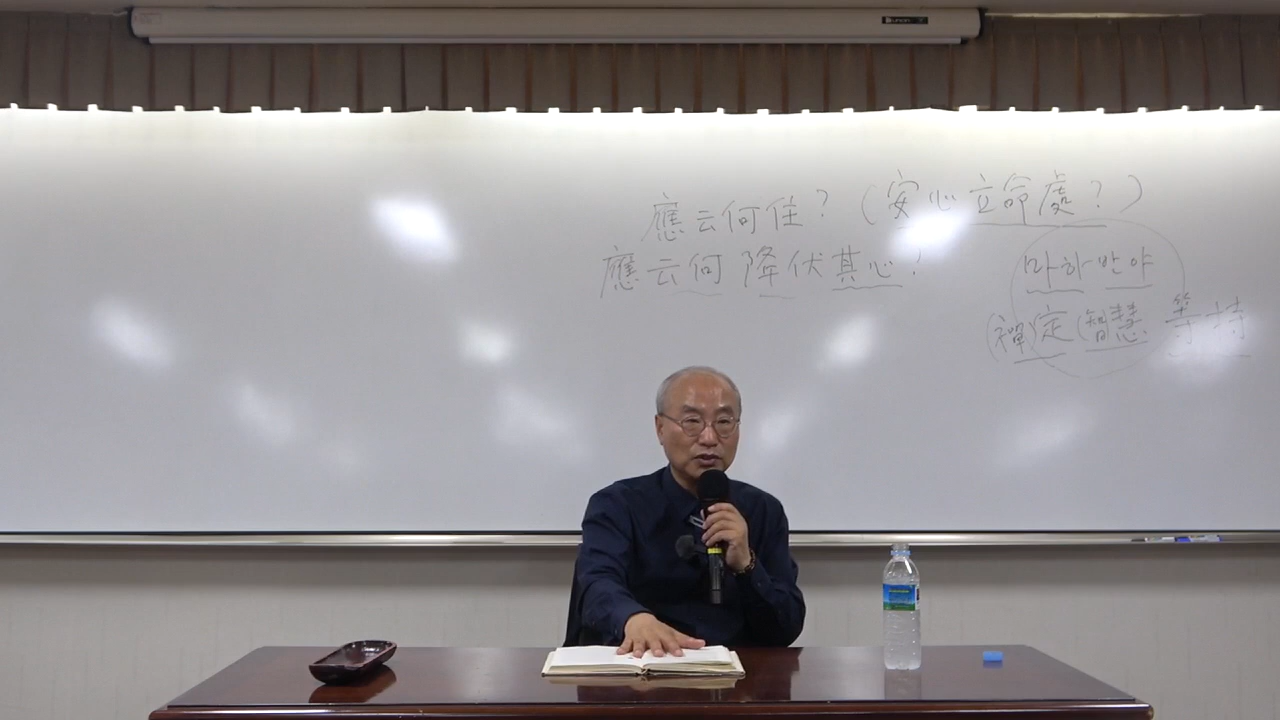 應云何住? (安心立命處?)
應云何 降伏其心?
마하반야
(禪)定(智慧 等持